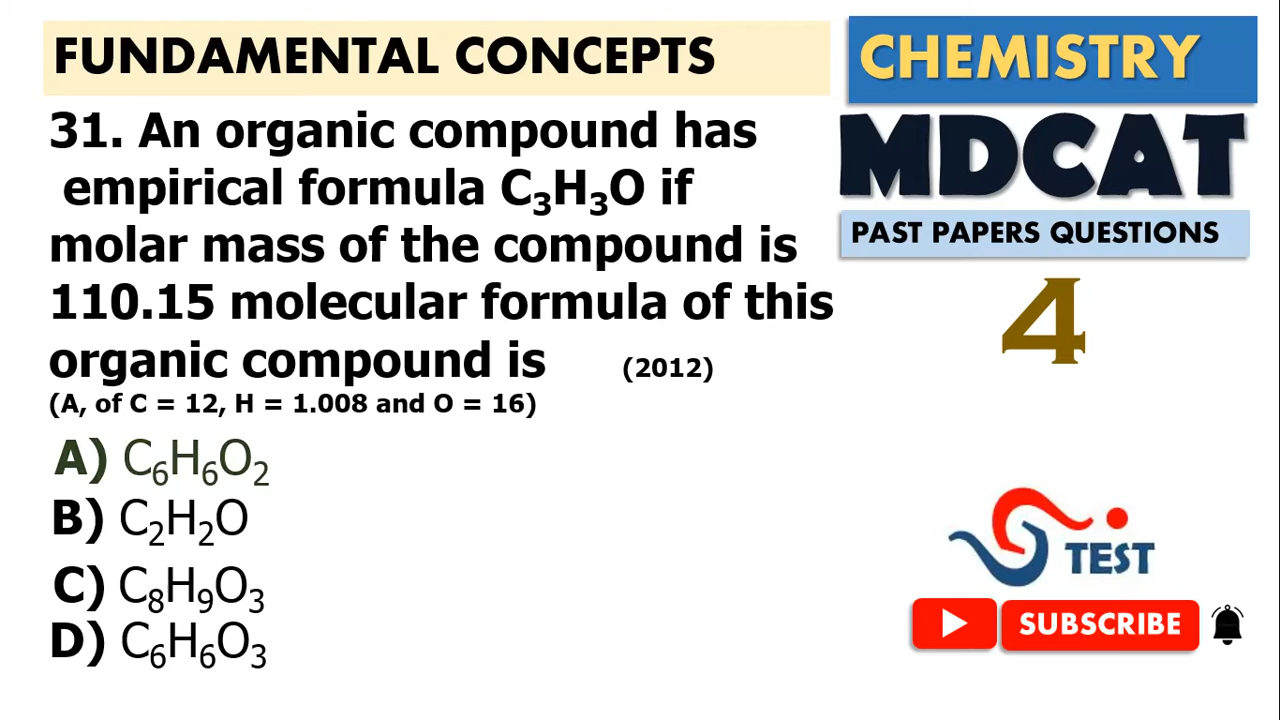 FUNDAMENTAL CONCEPTS
31. An organic compound has
empirical formula C₃H₃O if
molar mass of the compound is
110.15 molecular formula of this
organic compound is (2012)
(A, of C = 12, H = 1.008 and O = 16)
A) C₆H₆O₂
B) C₂H₂O
C) C₈H₉O₃
D) C₆H₆O₃
CHEMISTRY
MDCAT
PAST PAPERS QUESTIONS
4
TEST
SUBSCRIBE